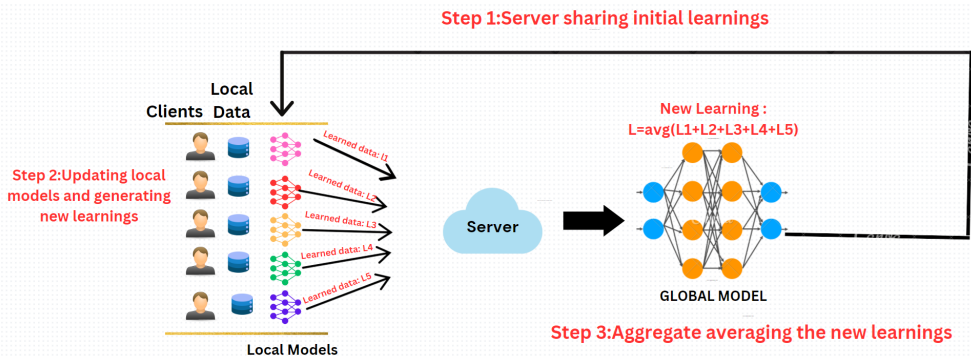 Step 1:Server sharing initial learnings
Local
Clients Data
New Learning :
L=avg(L1+L2+L3+L4+L5)
Step 2:Updating local
models and generating
new learnings
Learned data: l1
Learned data: L2
Learned data: L3
Learned data: L4
Learned data: L5
Server
GLOBAL MODEL
Step 3:Aggregate averaging the new learnings
Local Models